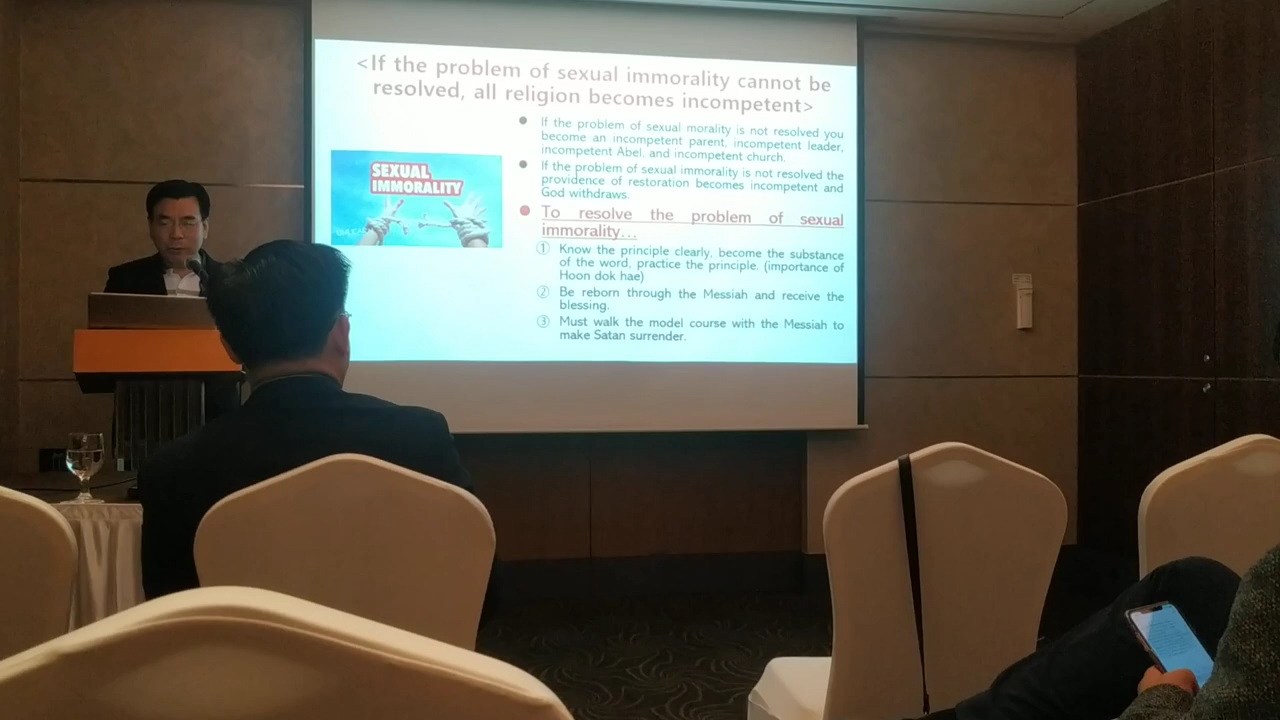 <If the problem of sexual immorality cannot be
resolved, all religion becomes incompetent>
SEXUAL
IMMORALITY
● If the problem of sexual morality is not resolved you
become an incompetent parent, incompetent leader,
incompetent Abel, and incompetent church.
● If the problem of sexual immorality is not resolved the
providence of restoration becomes incompetent and
God withdraws.
● To resolve the problem of sexual
immorality...
① Know the principle clearly, become the substance
of the word, practice the principle. (importance of
Hoon dok hae)
② Be reborn through the Messiah and receive the
blessing.
③ Must walk the model course with the Messiah to
make Satan surrender.